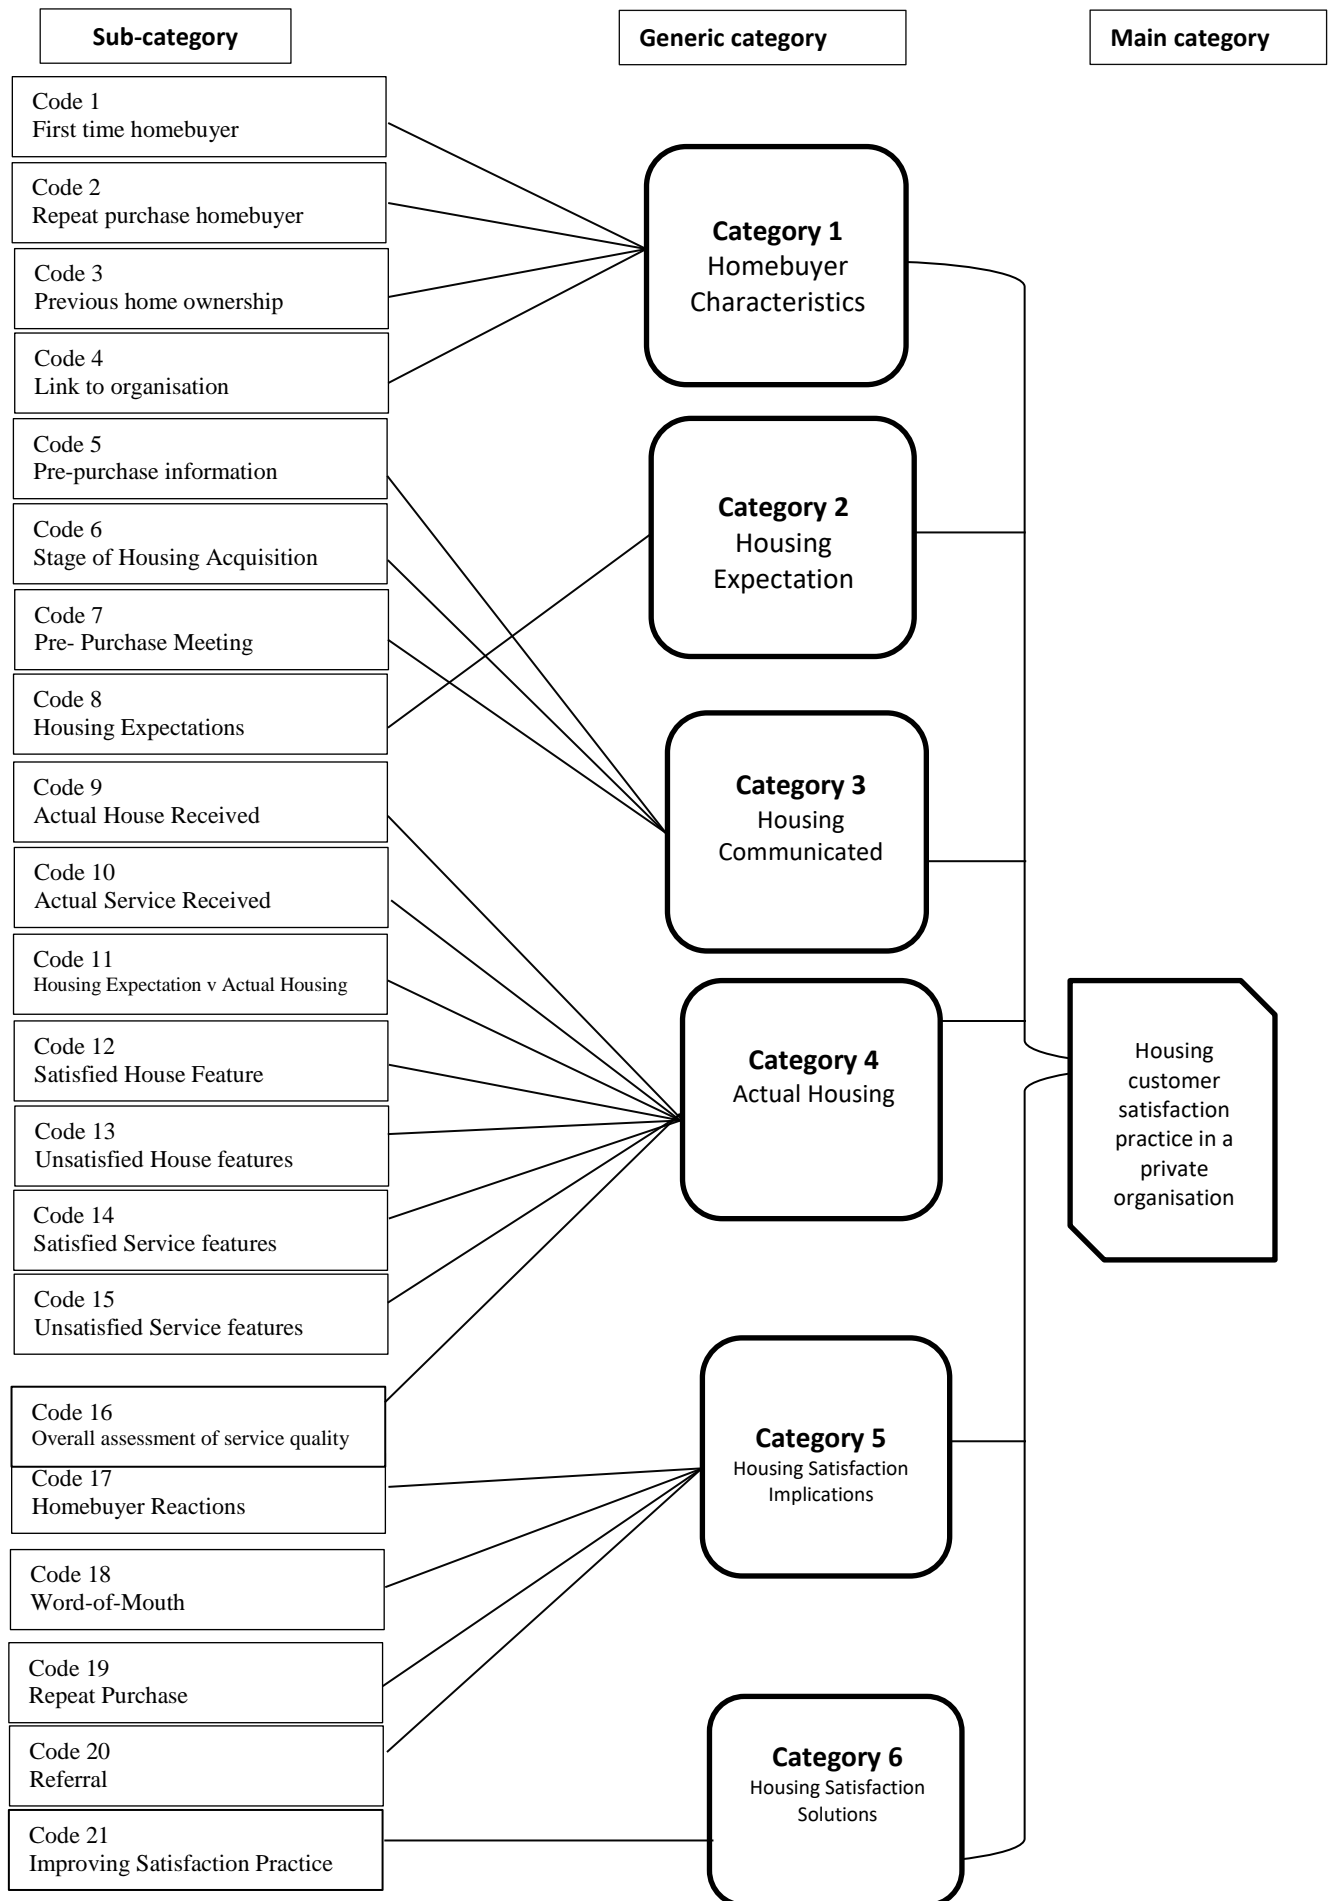 Sub-category
Generic category
Main category
Code 1
First time homebuyer
Code 2
Repeat purchase homebuyer
Code 3
Previous home ownership
Code 4
Link to organisation
Code 5
Pre-purchase information
Code 6
Stage of Housing Acquisition
Code 7
Pre- Purchase Meeting
Code 8
Housing Expectations
Code 9
Actual House Received
Code 10
Actual Service Received
Code 11
Housing Expectation v Actual Housing
Code 12
Satisfied House Feature
Code 13
Unsatisfied House features
Code 14
Satisfied Service features
Code 15
Unsatisfied Service features
Code 16
Overall assessment of service quality
Code 17
Homebuyer Reactions
Code 18
Word-of-Mouth
Code 19
Repeat Purchase
Code 20
Referral
Code 21
Improving Satisfaction Practice
Category 1
Homebuyer
Characteristics
Category 2
Housing
Expectation
Category 3
Housing
Communicated
Category 4
Actual Housing
Category 5
Housing Satisfaction
Implications
Category 6
Housing Satisfaction
Solutions
Housing
customer
satisfaction
practice in a
private
organisation